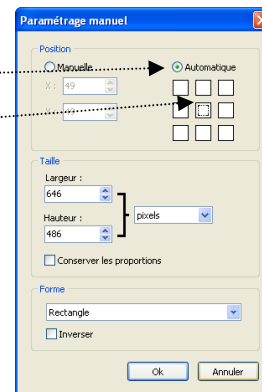 Paramétrage manuel
Position
Manuelle
Automatique
X : 49
Y : 49
Taille
Largeur :
646
pixels
Hauteur :
486
Conserver les proportions
Forme
Rectangle
Inverser
Ok
Annuler